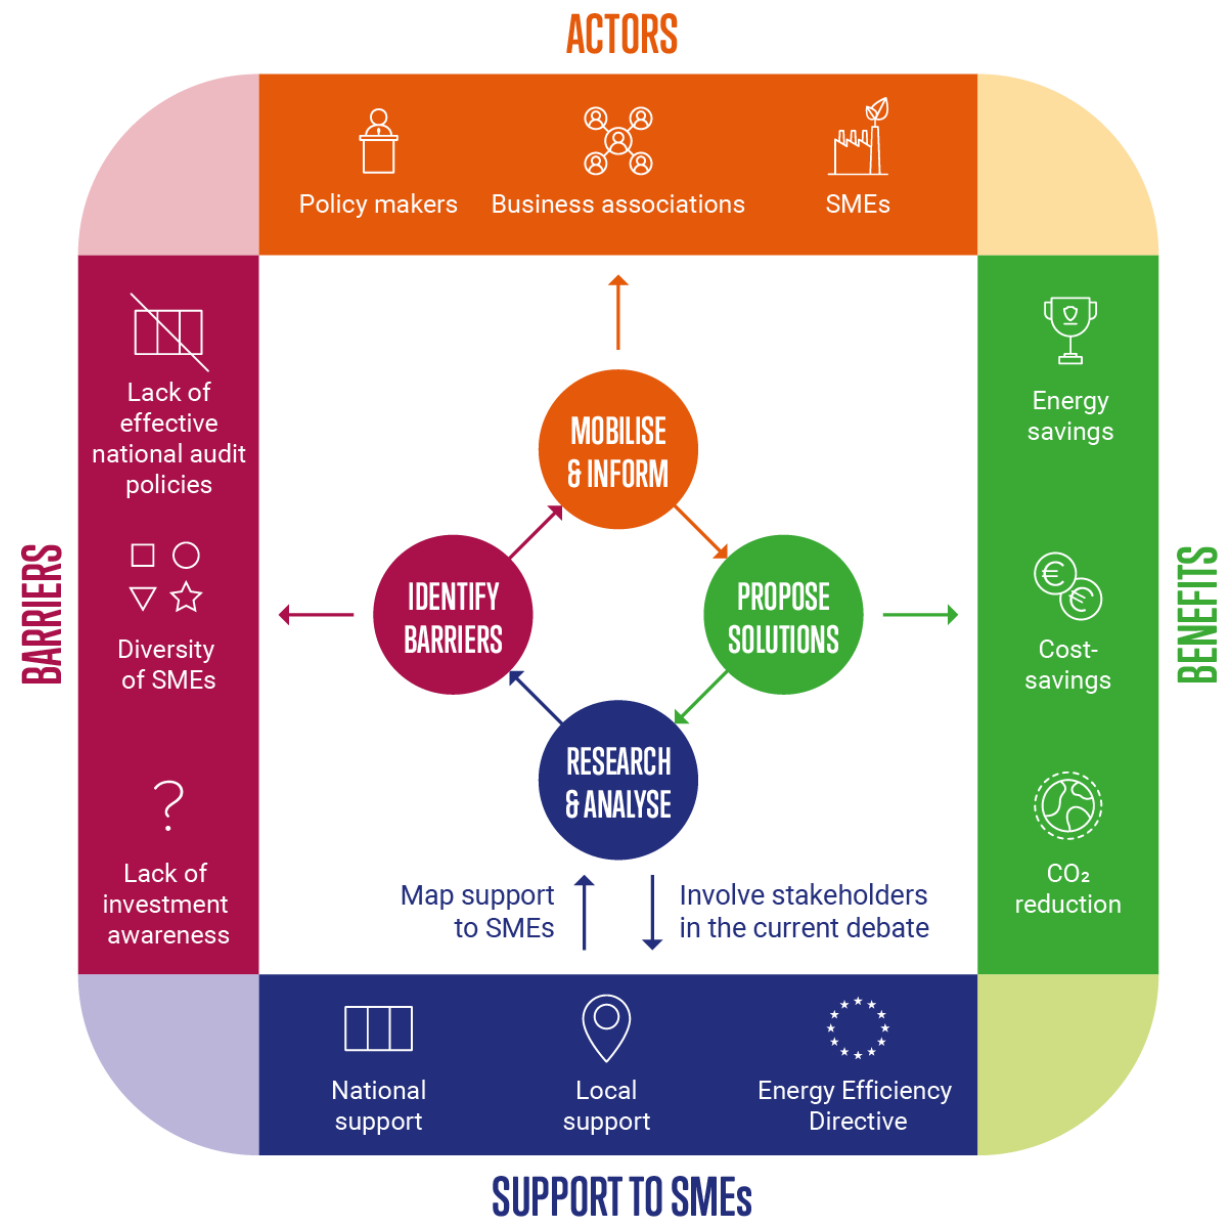 ACTORS
Policy makers
Business associations
SMEs
BARRIERS
Lack of
effective
national audit
policies
Diversity
of SMEs
Lack of
investment
awareness
MOBILISE
& INFORM
IDENTIFY
BARRIERS
PROPOSE
SOLUTIONS
RESEARCH
& ANALYSE
Map support
to SMEs
Involve stakeholders
in the current debate
Energy
savings
Cost-
savings
CO₂
reduction
BENEFITS
National
support
Local
support
Energy Efficiency
Directive
SUPPORT TO SMEs